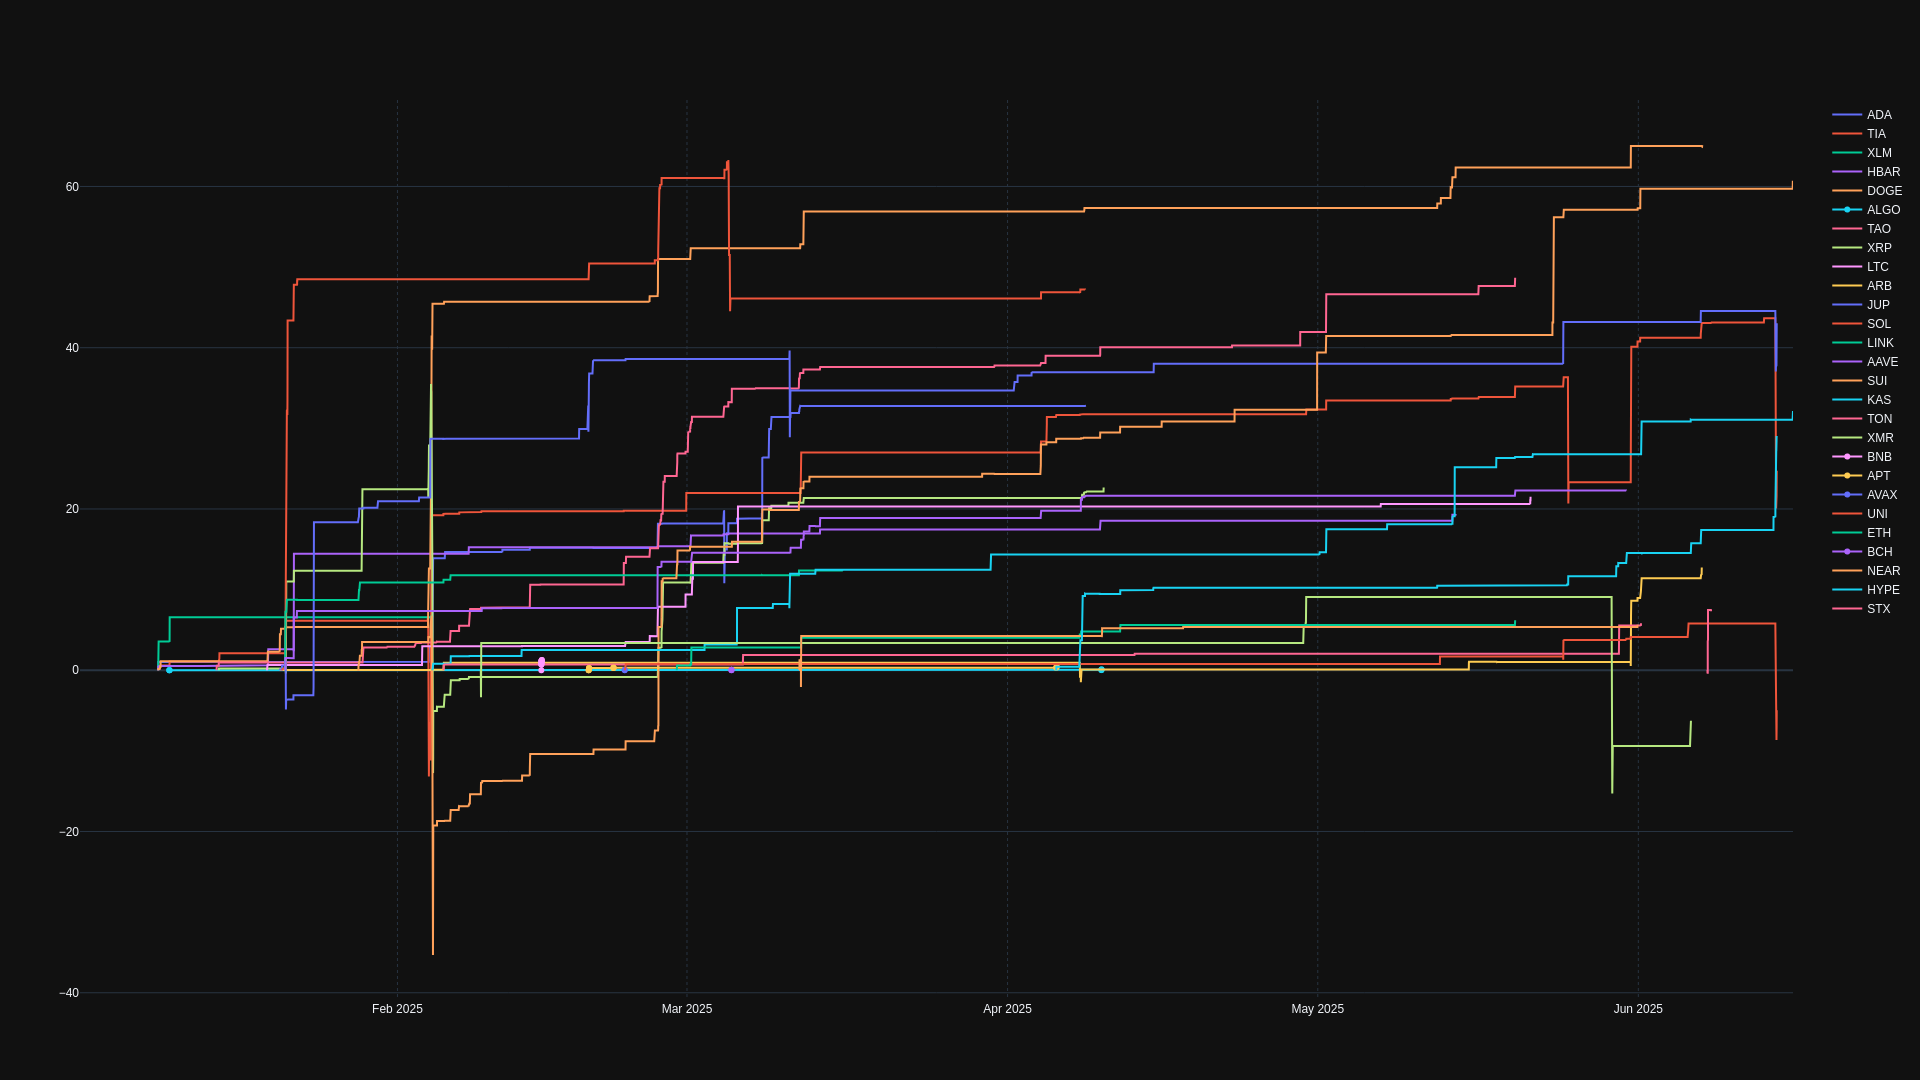 60
40
20
0
−20
−40
Feb 2025
Mar 2025
Apr 2025
May 2025
Jun 2025
ADA
TIA
XLM
HBAR
DOGE
ALGO
TAO
XRP
LTC
ARB
JUP
SOL
LINK
AAVE
SUI
KAS
TON
XMR
BNB
APT
AVAX
UNI
ETH
BCH
NEAR
HYPE
STX